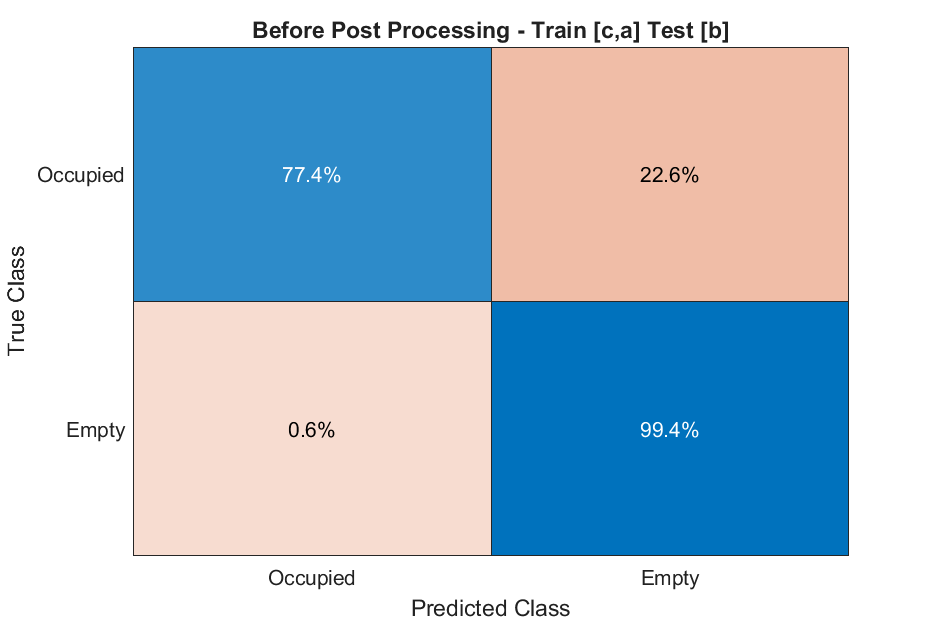 Before Post Processing - Train [c,a] Test [b]
True Class
Occupied
77.4%
22.6%
Empty
0.6%
99.4%
Occupied
Empty
Predicted Class